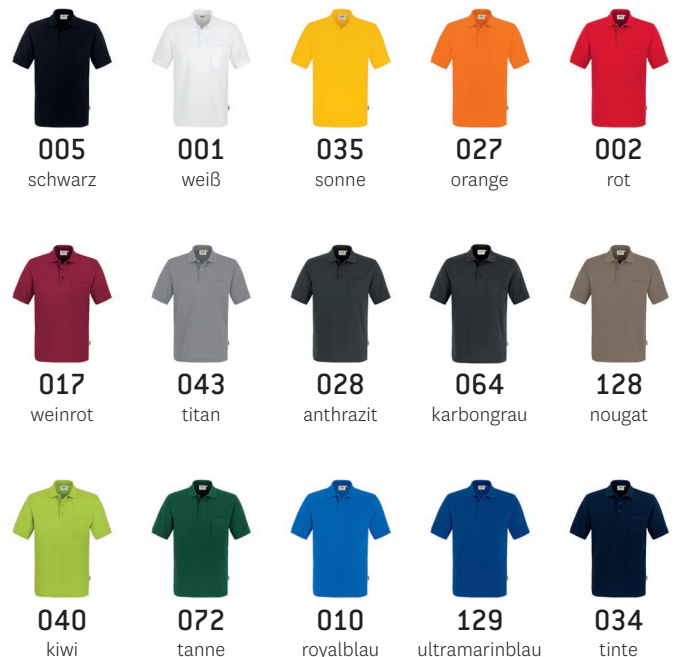 005 001 035 027 002
schwarz weiß sonne orange rot
017 043 028 064 128
weinrot titan anthrazit karbongrau nougat
040 072 010 129 034
kiwi tanne royalblau ultramarinblau tinte